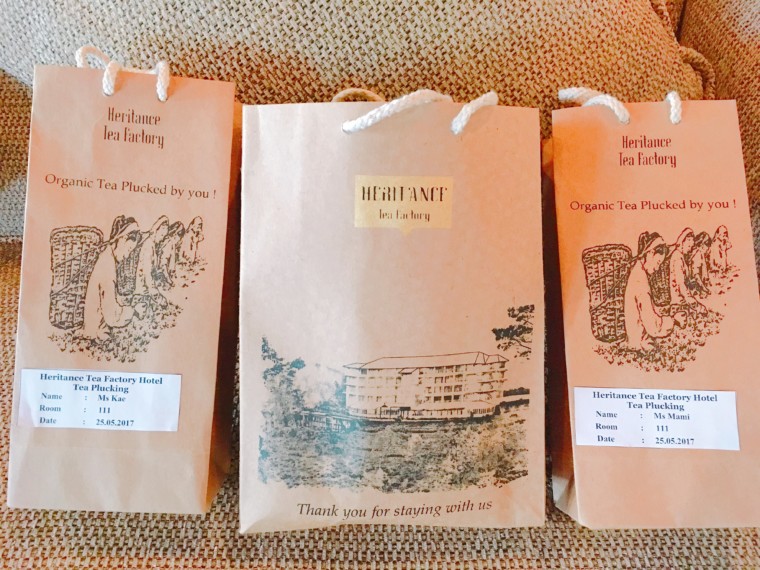 Heritance
Tea Factory
Organic Tea Plucked by you !
Heritance Tea Factory Hotel
Tea Plucking
Name : Ms Kae
Room : 111
Date : 25.05.2017
HERITANCE
Tea Factory
Thank you for staying with us
Heritance
Tea Factory
Organic Tea Plucked by you !
Heritance Tea Factory Hotel
Tea Plucking
Name : Ms Mami
Room : 111
Date : 25.05.2017